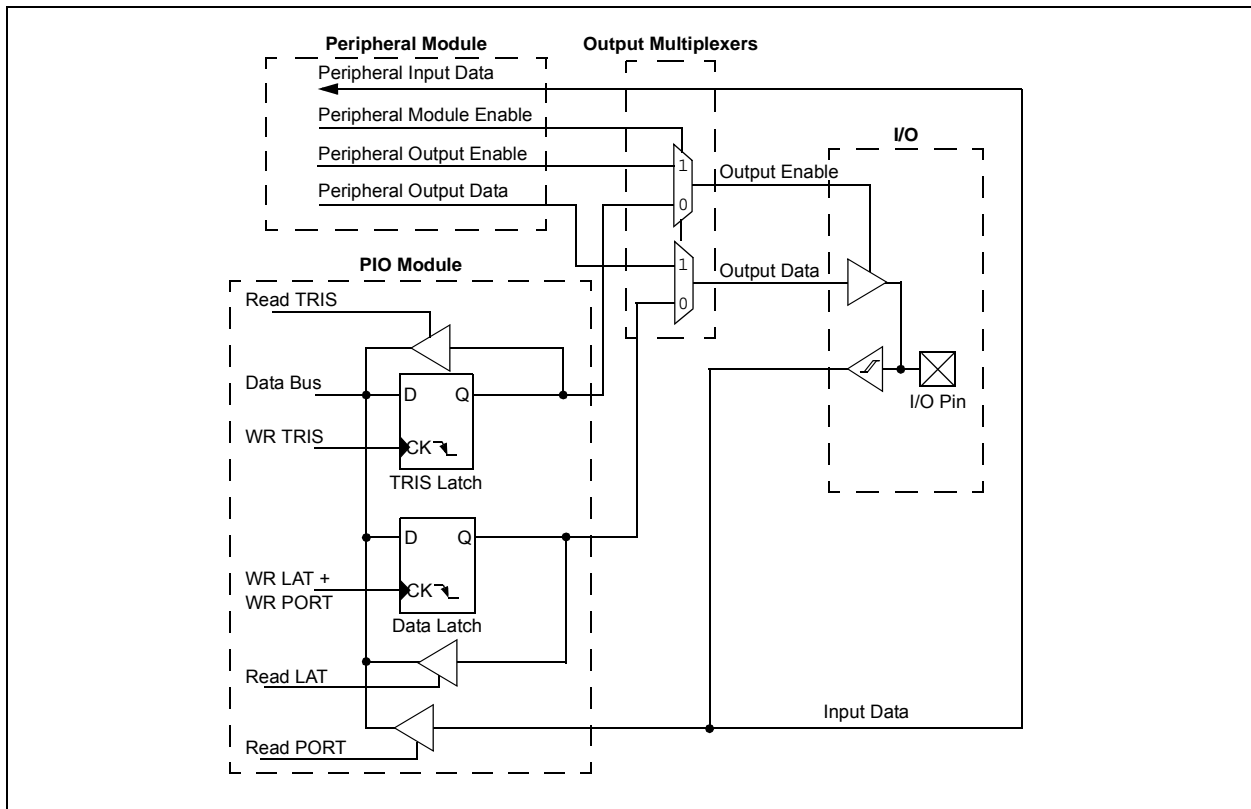 Peripheral Module
Output Multiplexers
Peripheral Input Data
Peripheral Module Enable
Peripheral Output Enable
Peripheral Output Data
1
0
1
0
Output Enable
Output Data
I/O
I/O Pin
PIO Module
Read TRIS
Data Bus
D Q
WR TRIS
CK
TRIS Latch
D Q
WR LAT +
WR PORT
CK
Data Latch
Read LAT
Read PORT
Input Data